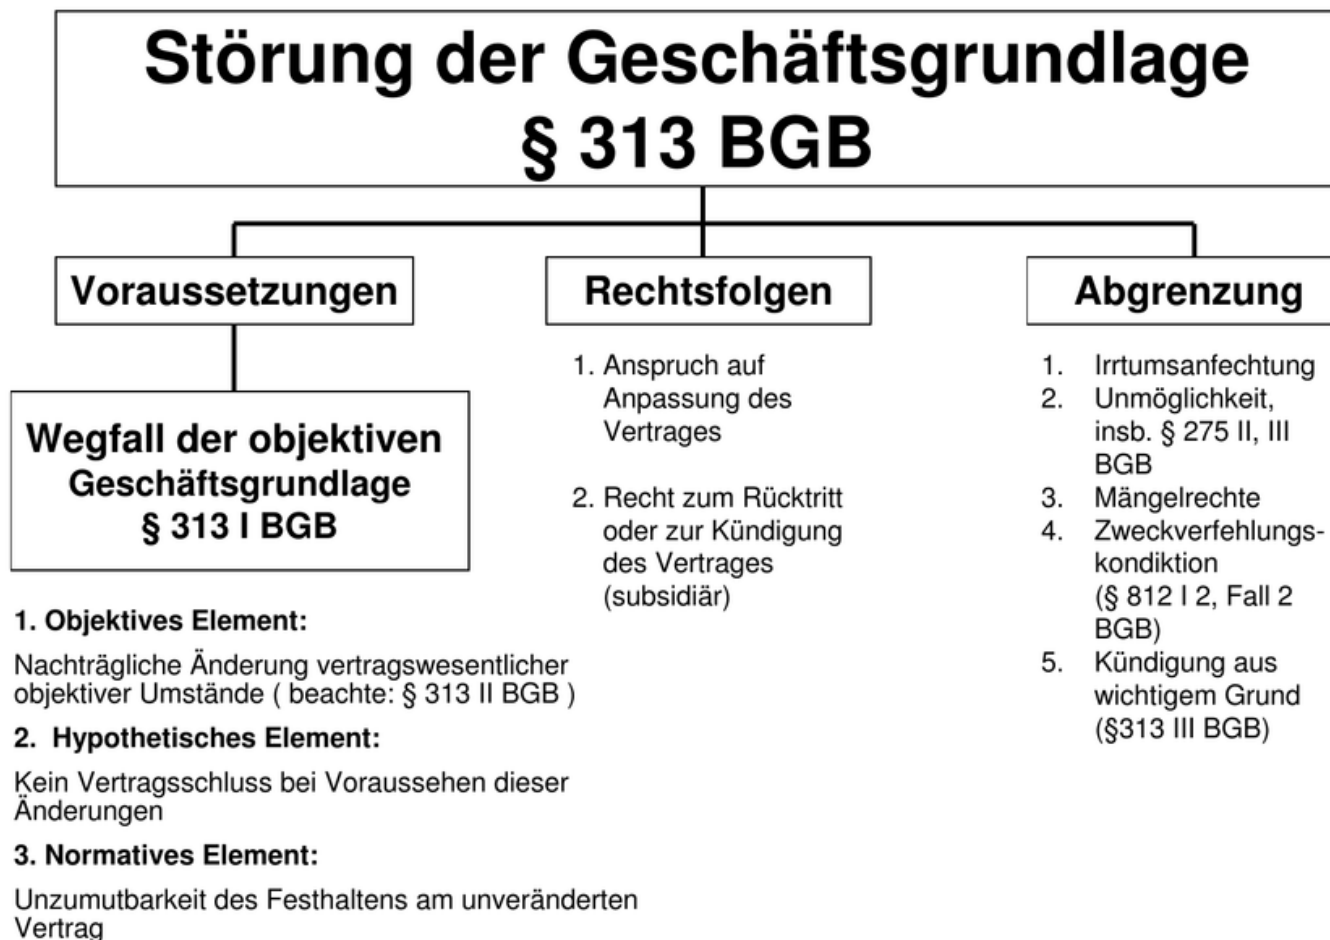 Störung der Geschäftsgrundlage
§ 313 BGB
Voraussetzungen
Wegfall der objektiven
Geschäftsgrundlage
§ 313 I BGB
1. Objektives Element:
Nachträgliche Änderung vertragswesentlicher
objektiver Umstände ( beachte: § 313 II BGB )
2. Hypothetisches Element:
Kein Vertragsschluss bei Voraussehen dieser
Änderungen
3. Normatives Element:
Unzumutbarkeit des Festhaltens am unveränderten
Vertrag
Rechtsfolgen
1. Anspruch auf
Anpassung des
Vertrages
2. Recht zum Rücktritt
oder zur Kündigung
des Vertrages
(subsidiär)
Abgrenzung
1. Irrtumsanfechtung
2. Unmöglichkeit,
insb. § 275 II, III
BGB
3. Mängelrechte
4. Zweckverfehlungs-
kondiktion
(§ 812 I 2, Fall 2
BGB)
5. Kündigung aus
wichtigem Grund
(§313 III BGB)